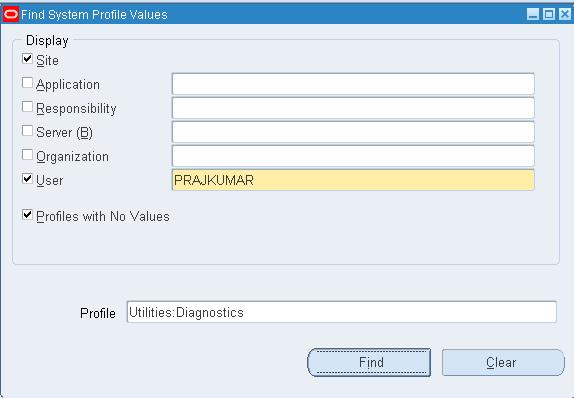 Find System Profile Values
Display
Site
Application
Responsibility
Server (B)
Organization
User PRAJKUMAR
Profiles with No Values
Profile Utilities:Diagnostics
Find Clear